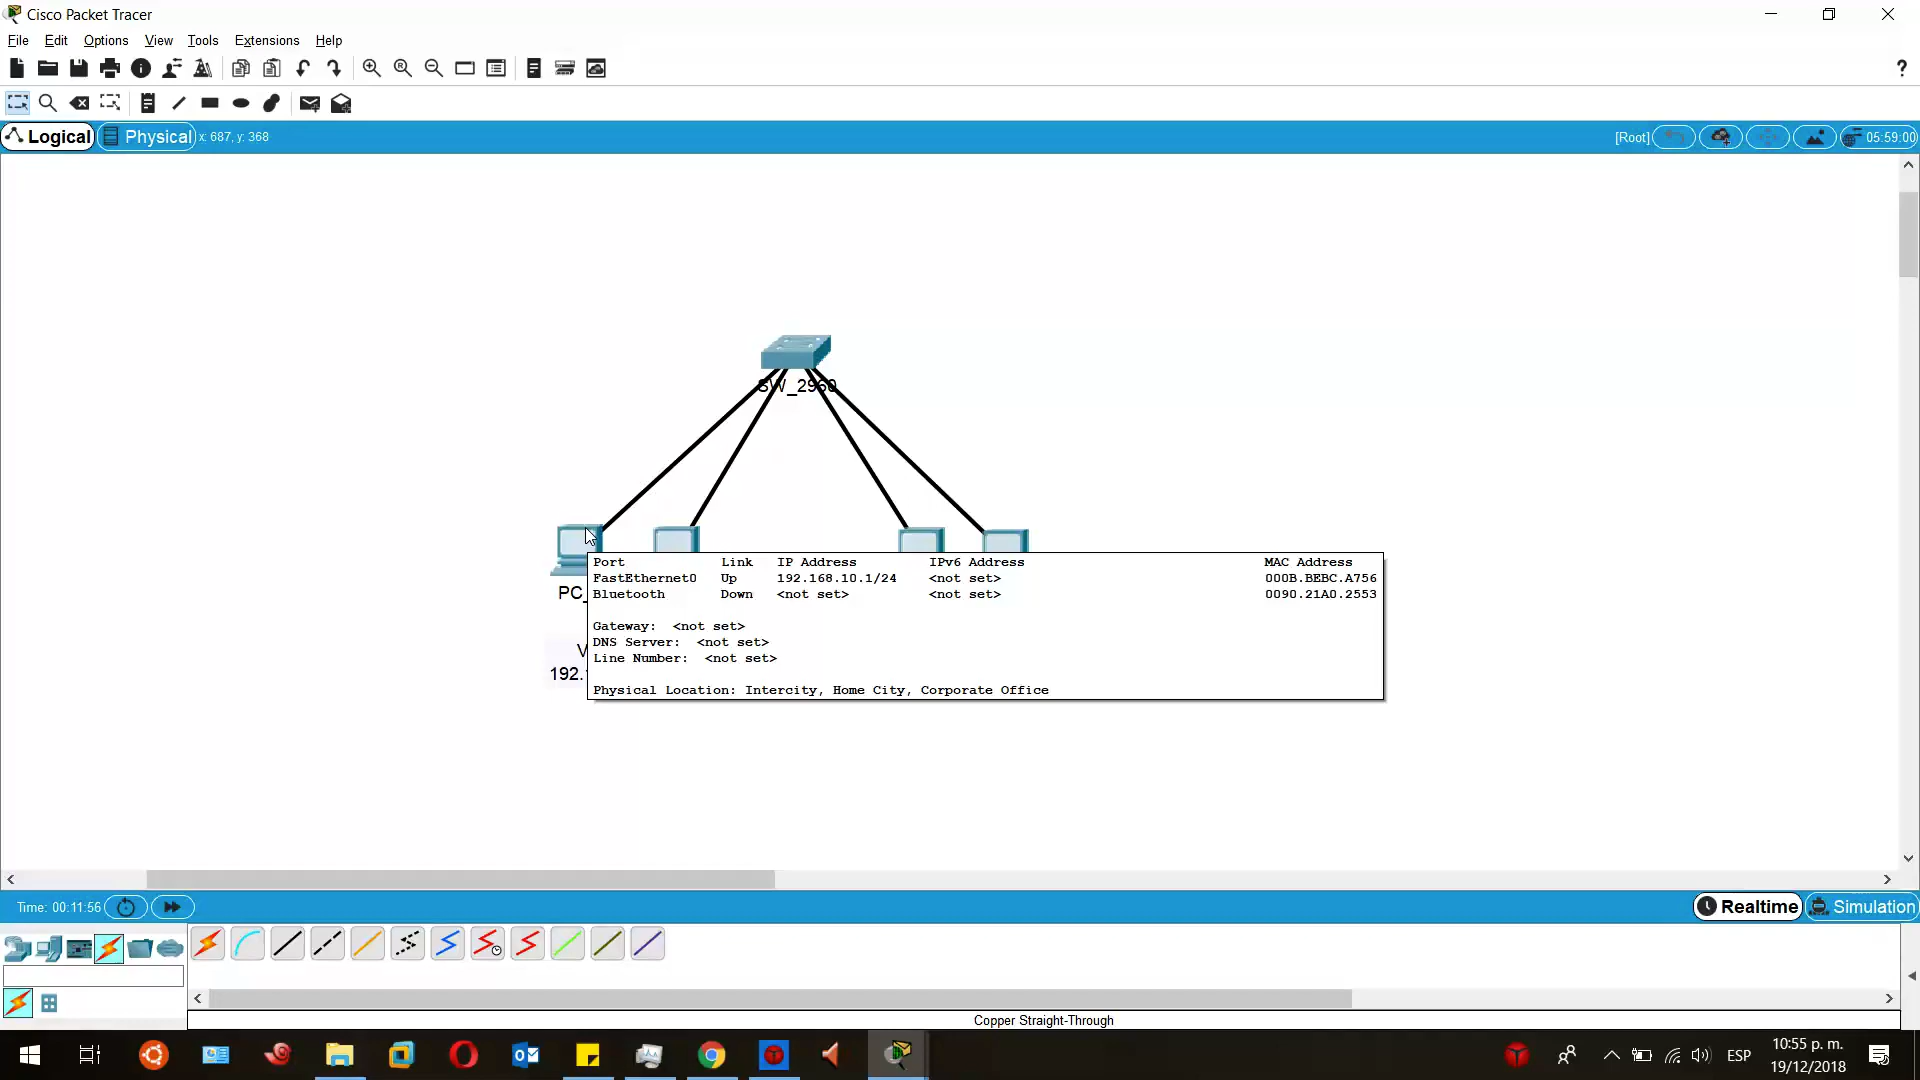 Cisco Packet Tracer
File Edit Options View Tools Extensions Help
?
Logical Physical x: 687, y: 368 [Root] 05:59:00
SW_2960
Port Link IP Address IPv6 Address MAC Address
FastEthernet0 Up 192.168.10.1/24 <not set> 000B.BEBC.A756
Bluetooth Down <not set> <not set> 0090.21A0.2553
PC_
Gateway: <not set>
DNS Server: <not set>
V
Line Number: <not set>
192.
Physical Location: Intercity, Home City, Corporate Office
Time: 00:11:56 Realtime Simulation
Copper Straight-Through
ESP 10:55 p. m.
19/12/2018